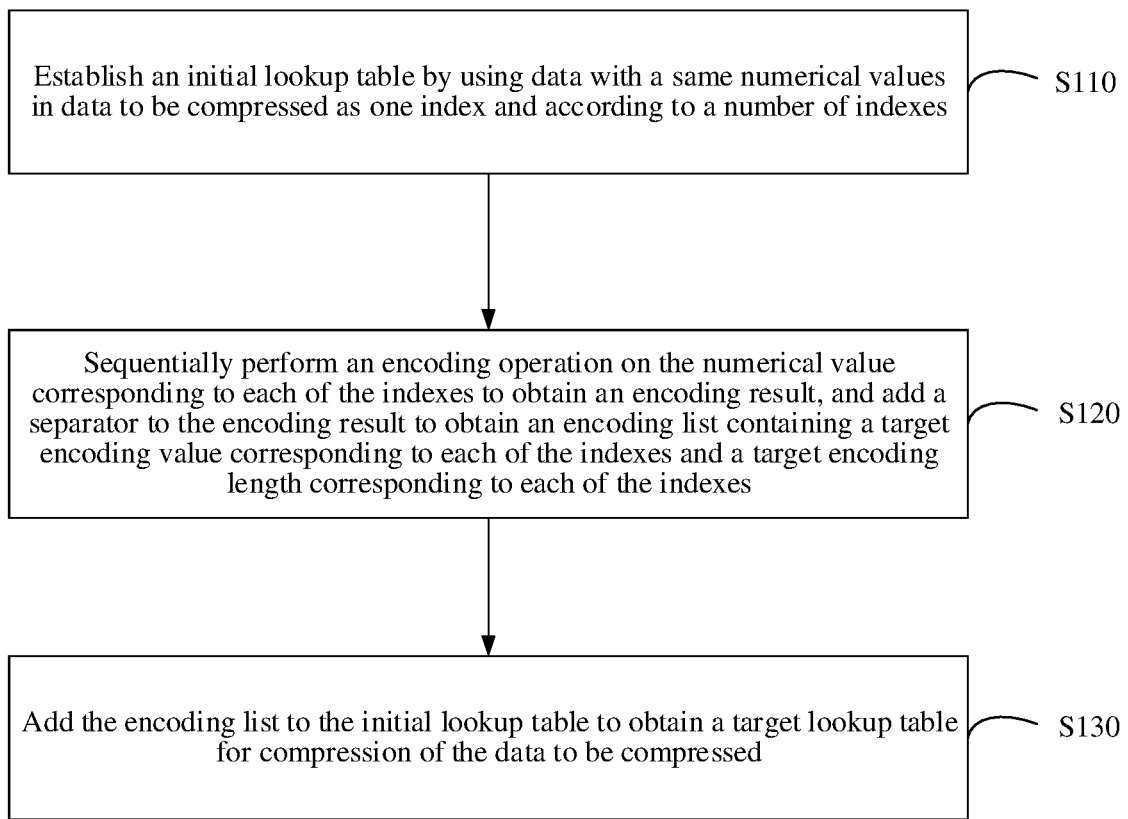 Establish an initial lookup table by using data with a same numerical values
in data to be compressed as one index and according to a number of indexes
S110
Sequentially perform an encoding operation on the numerical value
corresponding to each of the indexes to obtain an encoding result, and add a
separator to the encoding result to obtain an encoding list containing a target
encoding value corresponding to each of the indexes and a target encoding
length corresponding to each of the indexes
S120
Add the encoding list to the initial lookup table to obtain a target lookup table
for compression of the data to be compressed
S130